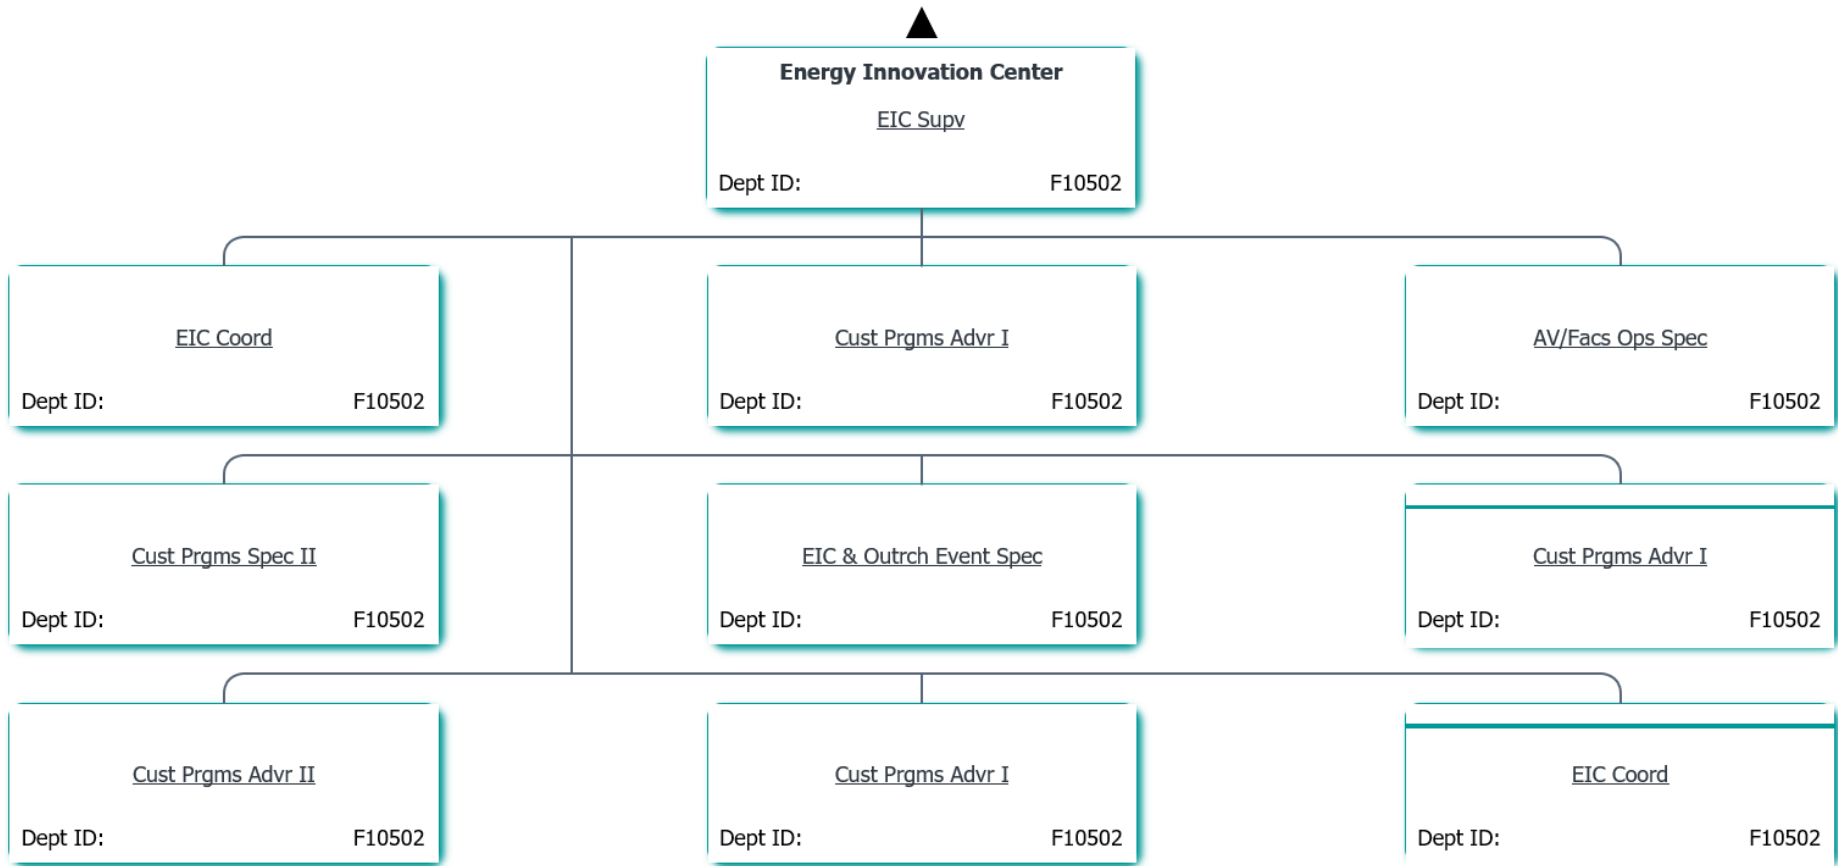 Energy Innovation Center
EIC Supv
Dept ID: F10502
EIC Coord
Dept ID: F10502
Cust Prgms Advr I
Dept ID: F10502
AV/Facs Ops Spec
Dept ID: F10502
Cust Prgms Spec II
Dept ID: F10502
EIC & Outrch Event Spec
Dept ID: F10502
Cust Prgms Advr I
Dept ID: F10502
Cust Prgms Advr II
Dept ID: F10502
Cust Prgms Advr I
Dept ID: F10502
EIC Coord
Dept ID: F10502